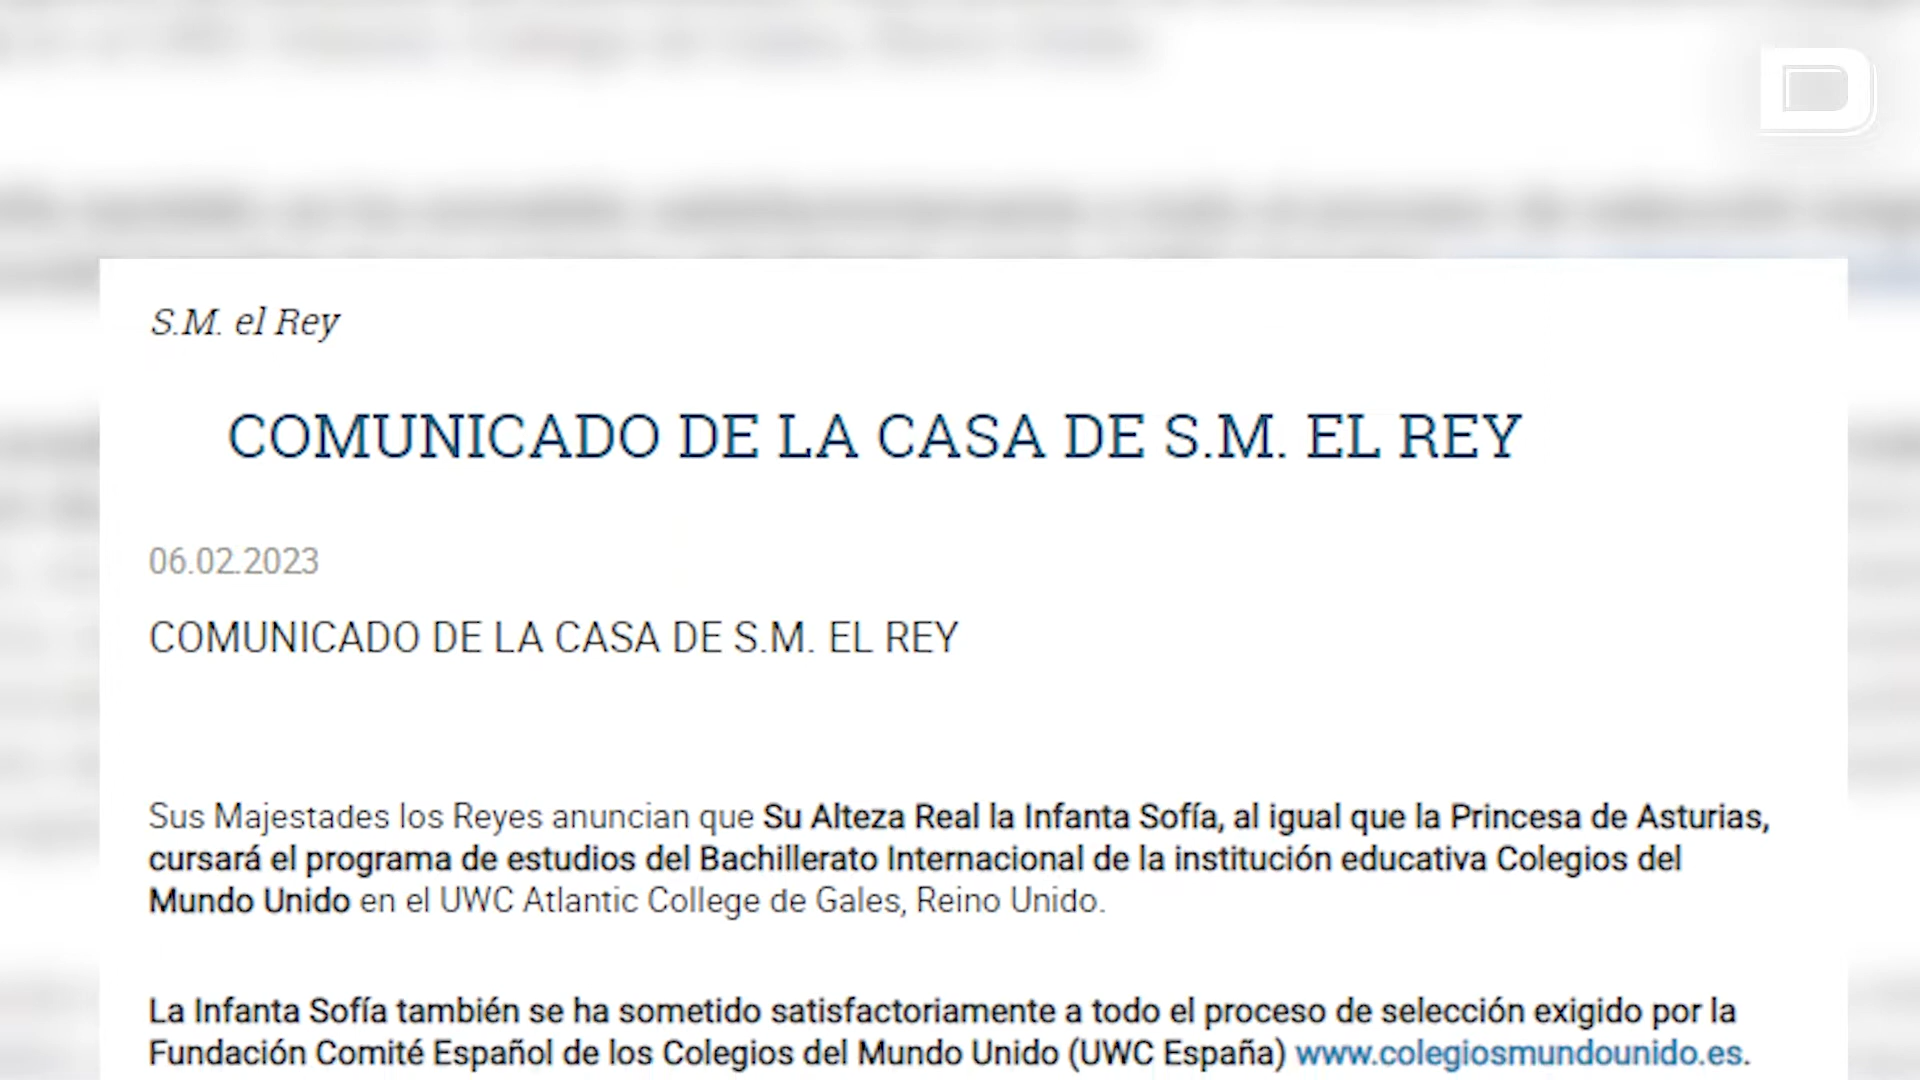 S.M. el Rey
COMUNICADO DE LA CASA DE S.M. EL REY
06.02.2023
COMUNICADO DE LA CASA DE S.M. EL REY
Sus Majestades los Reyes anuncian que Su Alteza Real la Infanta Sofía, al igual que la Princesa de Asturias,
cursará el programa de estudios del Bachillerato Internacional de la institución educativa Colegios del
Mundo Unido en el UWC Atlantic College de Gales, Reino Unido.
La Infanta Sofía también se ha sometido satisfactoriamente a todo el proceso de selección exigido por la
Fundación Comité Español de los Colegios del Mundo Unido (UWC España) www.colegiosmundounido.es.